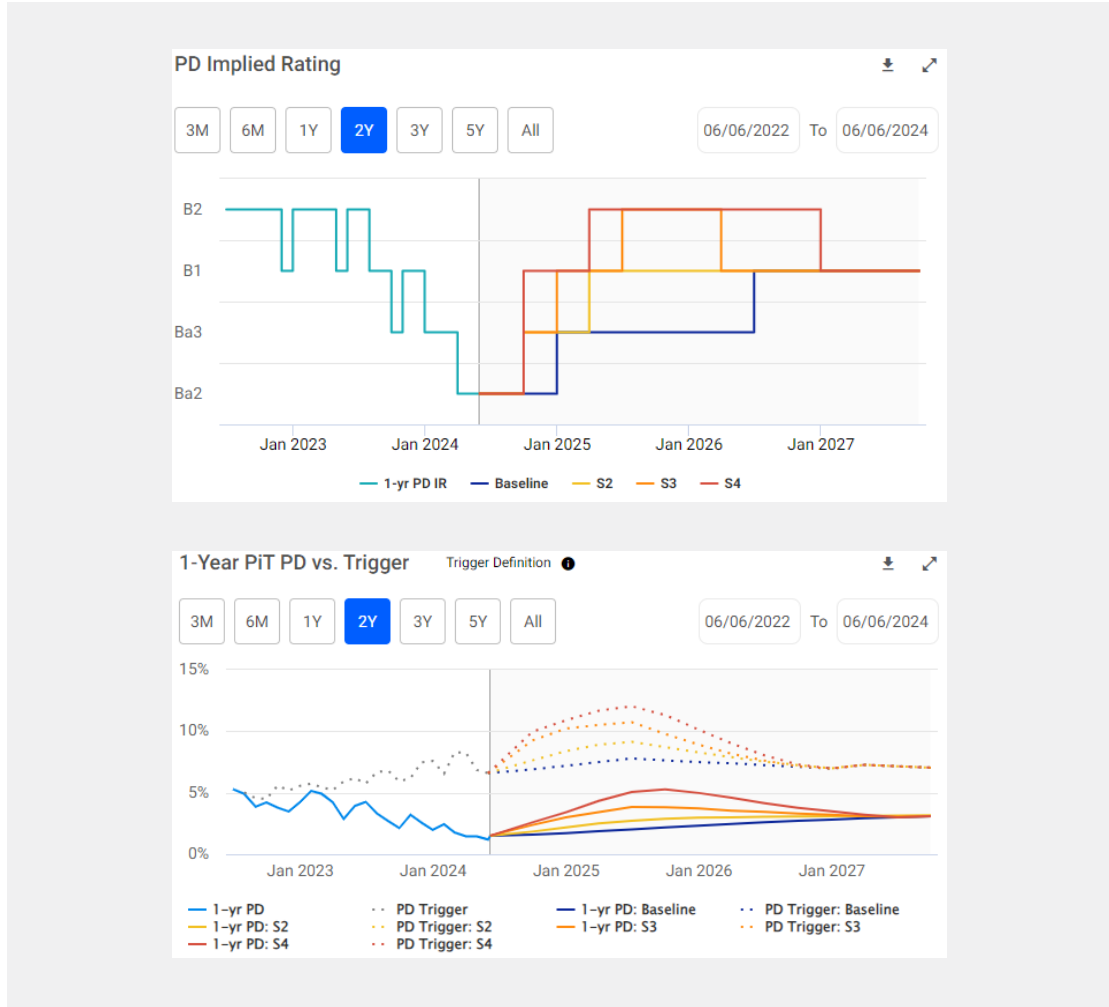 PD Implied Rating
3M 6M 1Y 2Y 3Y 5Y All 06/06/2022 To 06/06/2024
B2
B1
Ba3
Ba2
Jan 2023 Jan 2024 Jan 2025 Jan 2026 Jan 2027
1-yr PD IR Baseline S2 S3 S4
1-Year PiT PD vs. Trigger Trigger Definition i
3M 6M 1Y 2Y 3Y 5Y All 06/06/2022 To 06/06/2024
15%
10%
5%
0%
Jan 2023 Jan 2024 Jan 2025 Jan 2026 Jan 2027
1-yr PD PD Trigger 1-yr PD: Baseline PD Trigger: Baseline
1-yr PD: S2 PD Trigger: S2 1-yr PD: S3 PD Trigger: S3
1-yr PD: S4 PD Trigger: S4